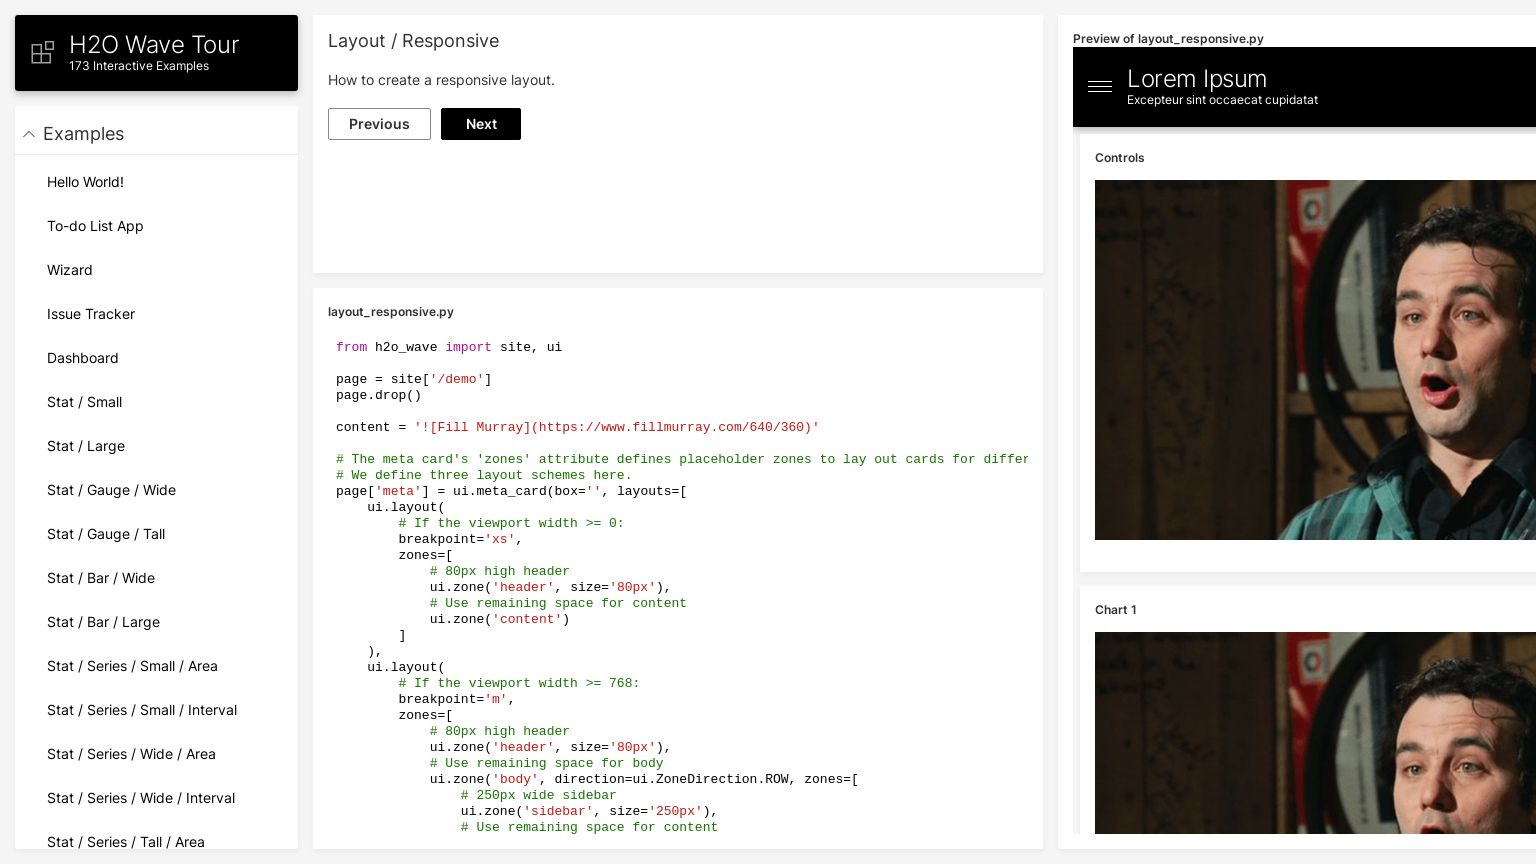 H2O Wave Tour
173 Interactive Examples
Examples
Hello World!
To-do List App
Wizard
Issue Tracker
Dashboard
Stat / Small
Stat / Large
Stat / Gauge / Wide
Stat / Gauge / Tall
Stat / Bar / Wide
Stat / Bar / Large
Stat / Series / Small / Area
Stat / Series / Small / Interval
Stat / Series / Wide / Area
Stat / Series / Wide / Interval
Stat / Series / Tall / Area
Layout / Responsive
How to create a responsive layout.
Previous
Next
layout_responsive.py
from h2o_wave import site, ui
page = site['/demo']
page.drop()
content = '![Fill Murray](https://www.fillmurray.com/640/360)'
# The meta card's 'zones' attribute defines placeholder zones to lay out cards for differ
# We define three layout schemes here.
page['meta'] = ui.meta_card(box='', layouts=[
ui.layout(
# If the viewport width >= 0:
breakpoint='xs',
zones=[
# 80px high header
ui.zone('header', size='80px'),
# Use remaining space for content
ui.zone('content')
]
),
ui.layout(
# If the viewport width >= 768:
breakpoint='m',
zones=[
# 80px high header
ui.zone('header', size='80px'),
# Use remaining space for body
ui.zone('body', direction=ui.ZoneDirection.ROW, zones=[
# 250px wide sidebar
ui.zone('sidebar', size='250px'),
# Use remaining space for content
Preview of layout_responsive.py
Lorem Ipsum
Excepteur sint occaecat cupidatat
Controls
Chart 1